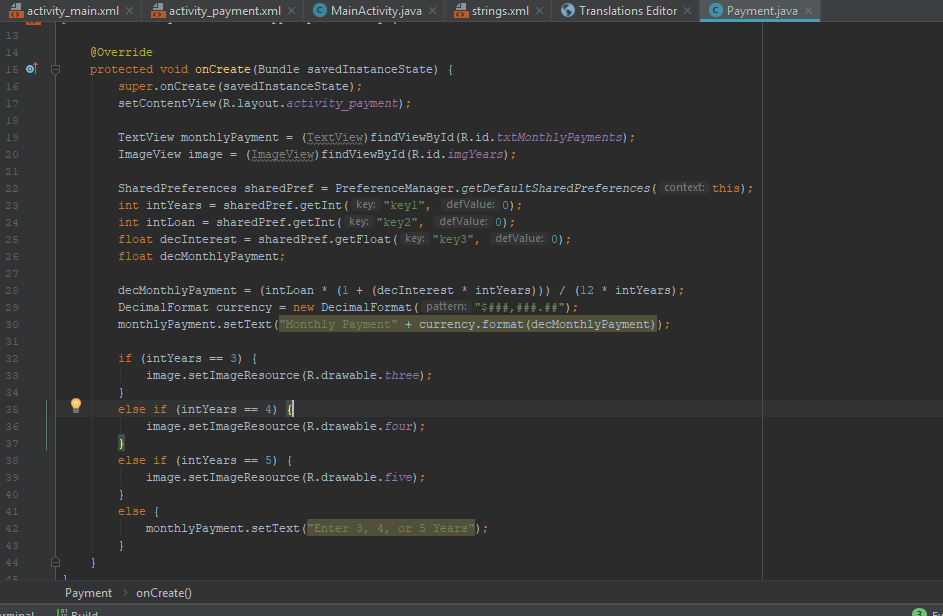 activity_main.xml activity_payment.xml MainActivity.java strings.xml Translations Editor Payment.java
13
14 @Override
15 protected void onCreate(Bundle savedInstanceState) {
16 super.onCreate(savedInstanceState);
17 setContentView(R.layout.activity_payment);
18
19 TextView monthlyPayment = (TextView)findViewById(R.id.txtMonthlyPayments);
20 ImageView image = (ImageView)findViewById(R.id.imgYears);
21
22 SharedPreferences sharedPref = PreferenceManager.getDefaultSharedPreferences( context: this);
23 int intYears = sharedPref.getInt( key: "key1", defValue: 0);
24 int intLoan = sharedPref.getInt( key: "key2", defValue: 0);
25 float decInterest = sharedPref.getFloat( key: "key3", defValue: 0);
26 float decMonthlyPayment;
27
28 decMonthlyPayment = (intLoan * (1 + (decInterest * intYears))) / (12 * intYears);
29 DecimalFormat currency = new DecimalFormat( pattern: "$###,###.##");
30 monthlyPayment.setText("Monthly Payment" + currency.format(decMonthlyPayment));
31
32 if (intYears == 3) {
33 image.setImageResource(R.drawable.three);
34 }
35 else if (intYears == 4) {
36 image.setImageResource(R.drawable.four);
37 }
38 else if (intYears == 5) {
39 image.setImageResource(R.drawable.five);
40 }
41 else {
42 monthlyPayment.setText("Enter 3, 4, or 5 Years");
43 }
44 }
45 }
Payment onCreate()
Build 3